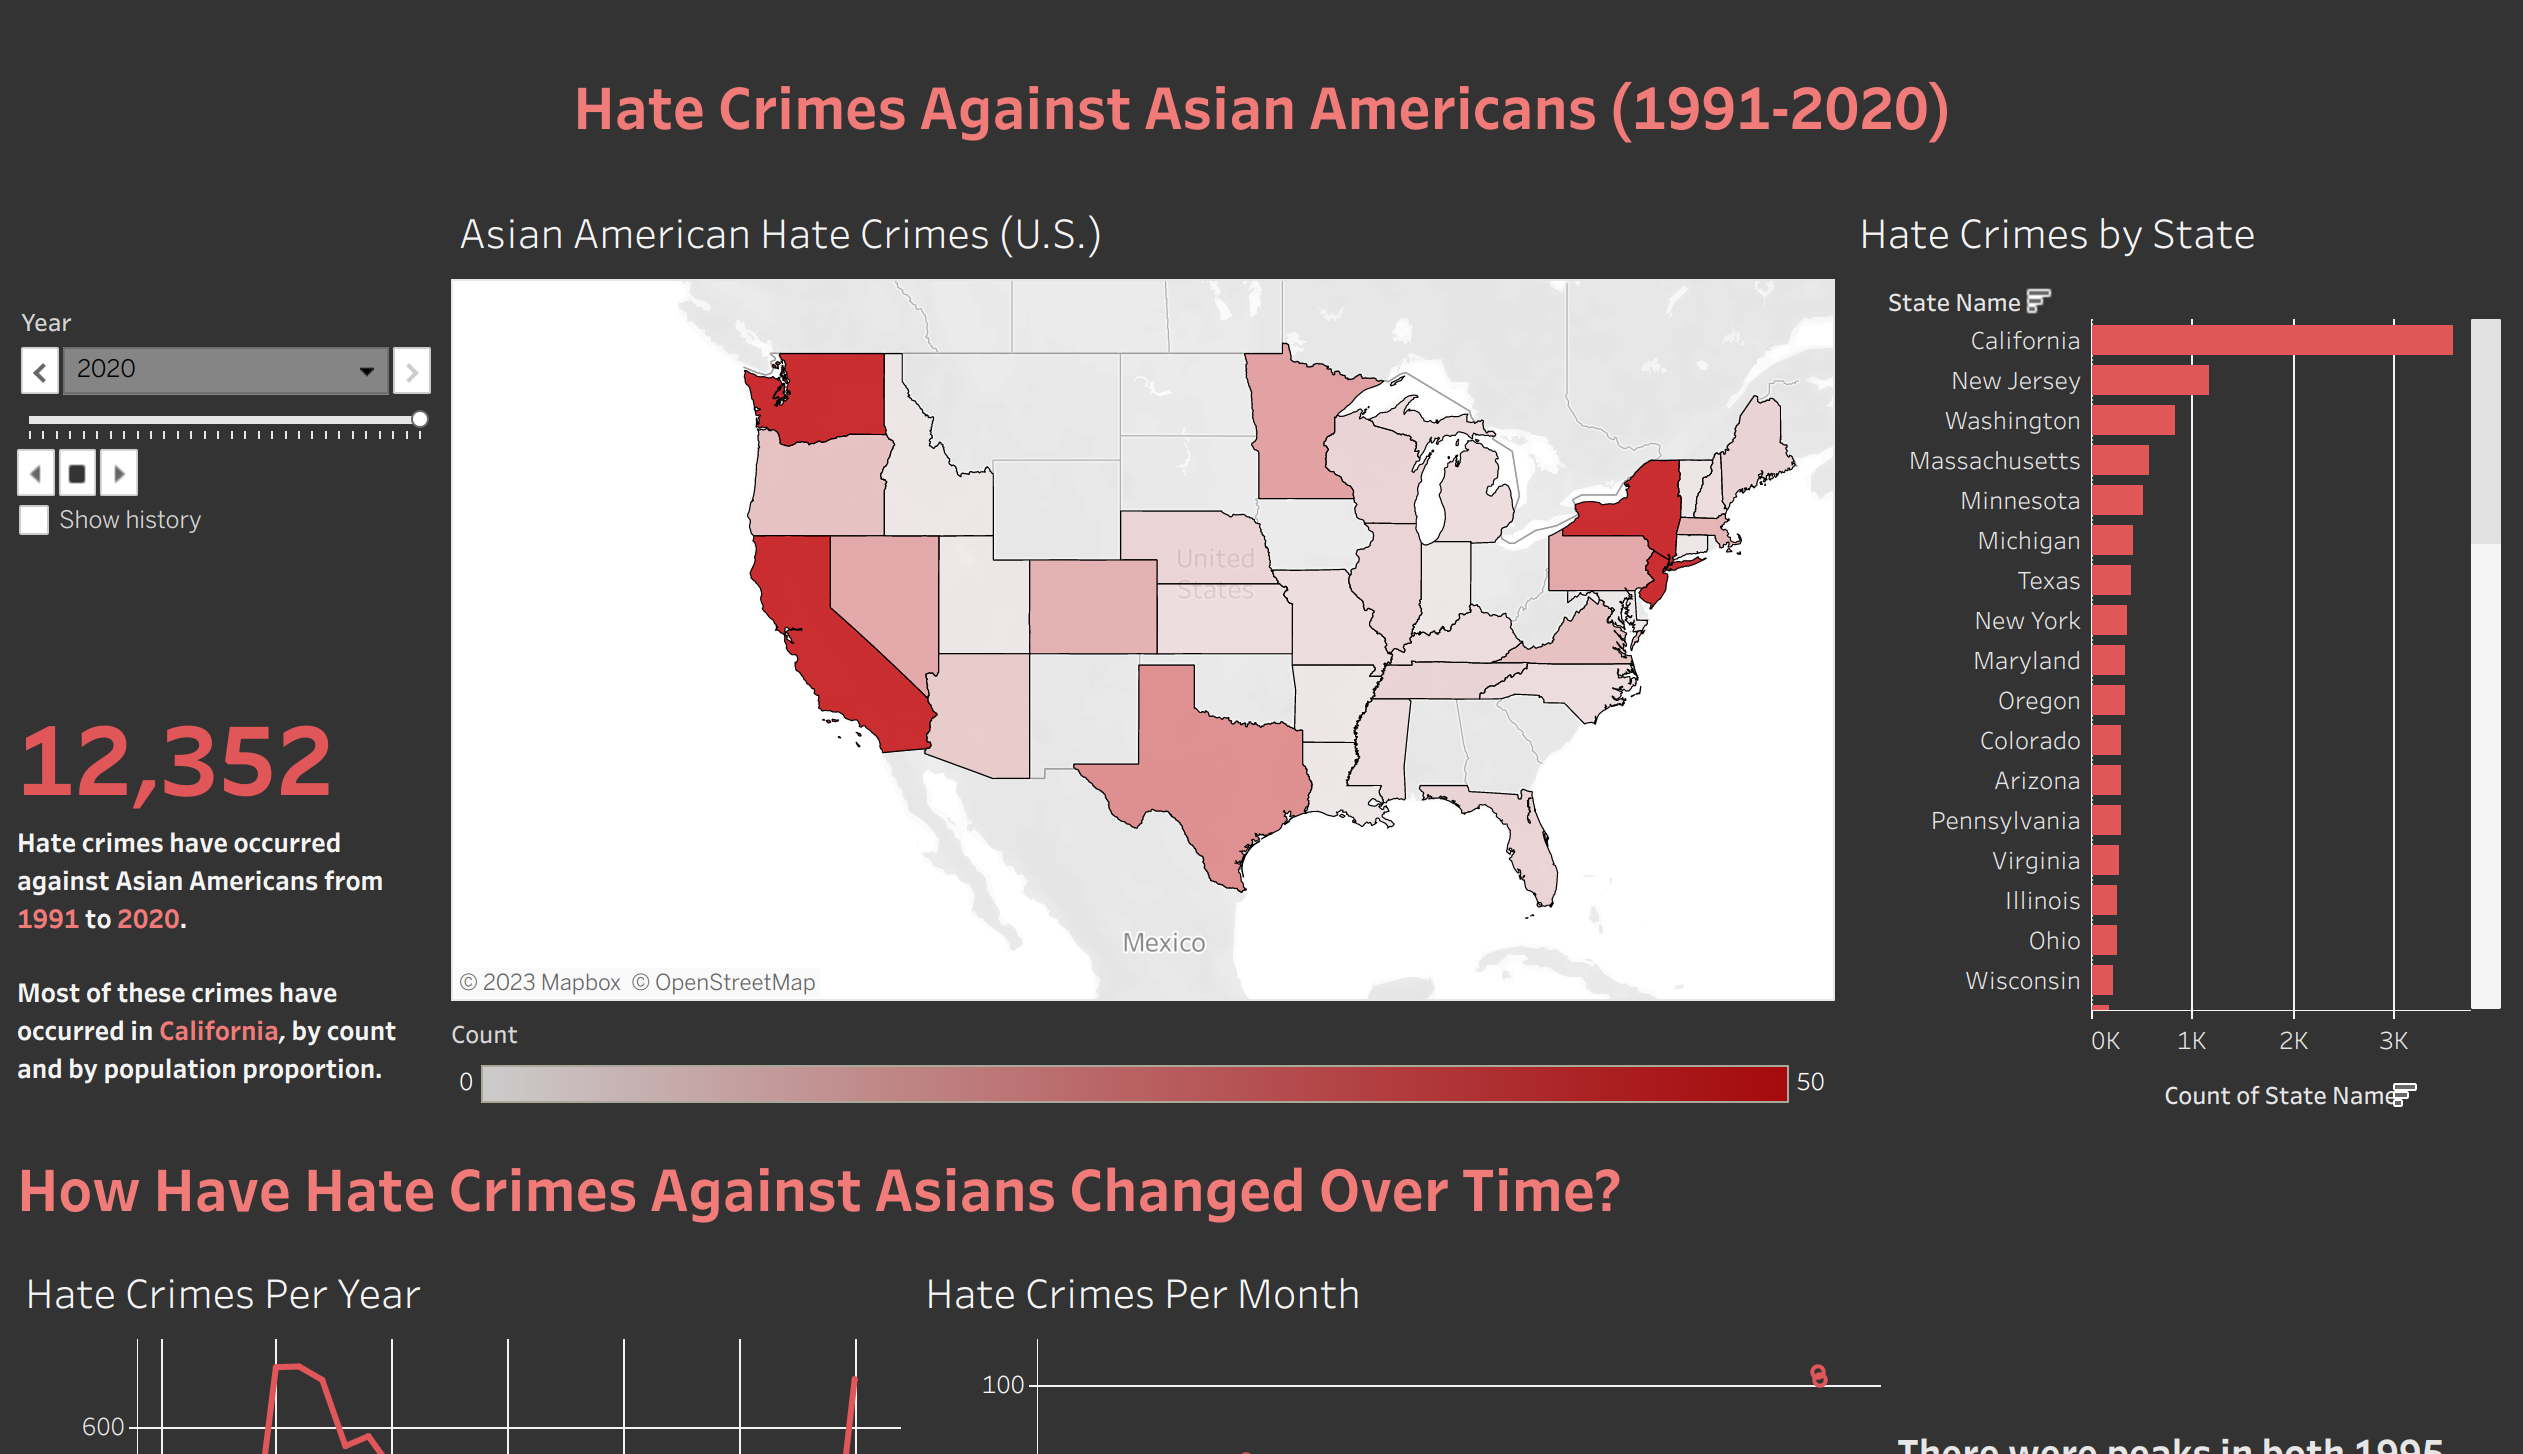 Hate Crimes Against Asian Americans (1991-2020)
Asian American Hate Crimes (U.S.)
Hate Crimes by State
Year
2020
Show history
12,352
Hate crimes have occurred
against Asian Americans from
1991 to 2020.
Most of these crimes have
occurred in California, by count
and by population proportion.
United
States
Mexico
© 2023 Mapbox © OpenStreetMap
Count
0
50
State Name
California
New Jersey
Washington
Massachusetts
Minnesota
Michigan
Texas
New York
Maryland
Oregon
Colorado
Arizona
Pennsylvania
Virginia
Illinois
Ohio
Wisconsin
0K 1K 2K 3K
Count of State Name
How Have Hate Crimes Against Asians Changed Over Time?
Hate Crimes Per Year
600
Hate Crimes Per Month
100
There were peaks in both 1995